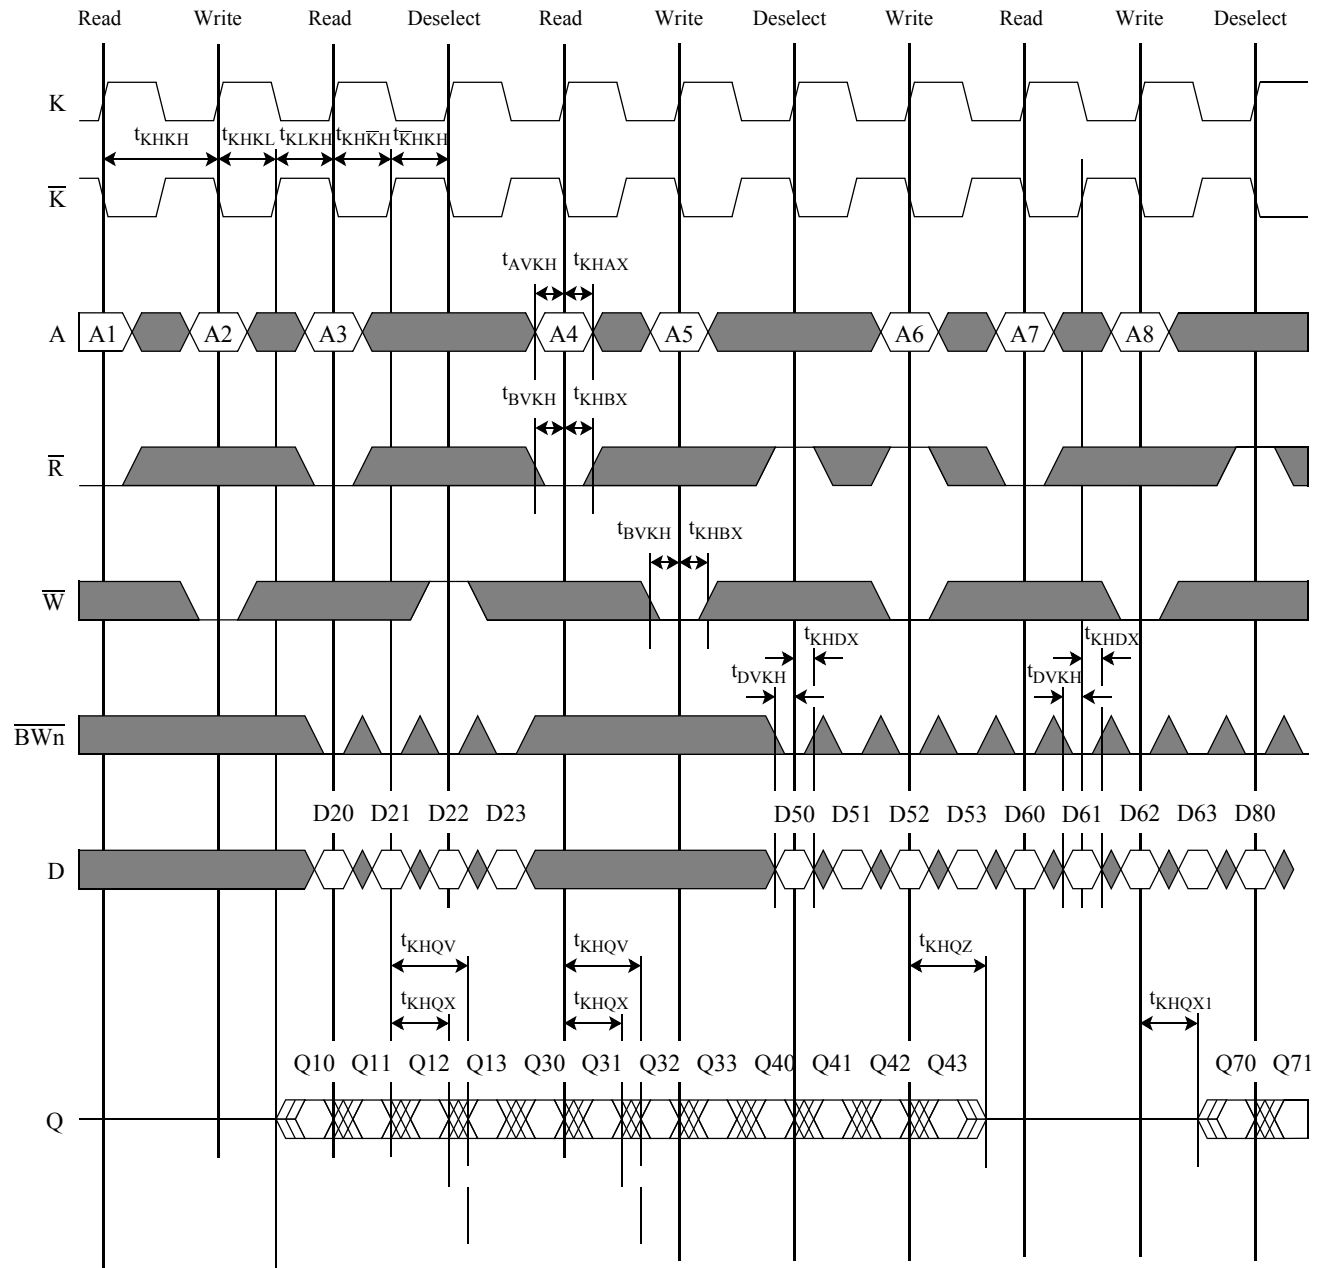 Read Write Read Deselect Read Write Deselect Write Read Write Deselect
K
tKHKH tKHKL tKLKH tKHK̅H tK̅HKH
K̅
tAVKH tKHAX
A A1 A2 A3 A4 A5 A6 A7 A8
tBVKH tKHBX
R̅
tBVKH tKHBX
W̅
tKHDX tKHDX
tDVKH tDVKH
B̅W̅n̅
D20 D21 D22 D23 D50 D51 D52 D53 D60 D61 D62 D63 D80
D
tKHQV tKHQV tKHQZ
tKHQX tKHQX tKHQX1
Q10 Q11 Q12 Q13 Q30 Q31 Q32 Q33 Q40 Q41 Q42 Q43 Q70 Q71
Q